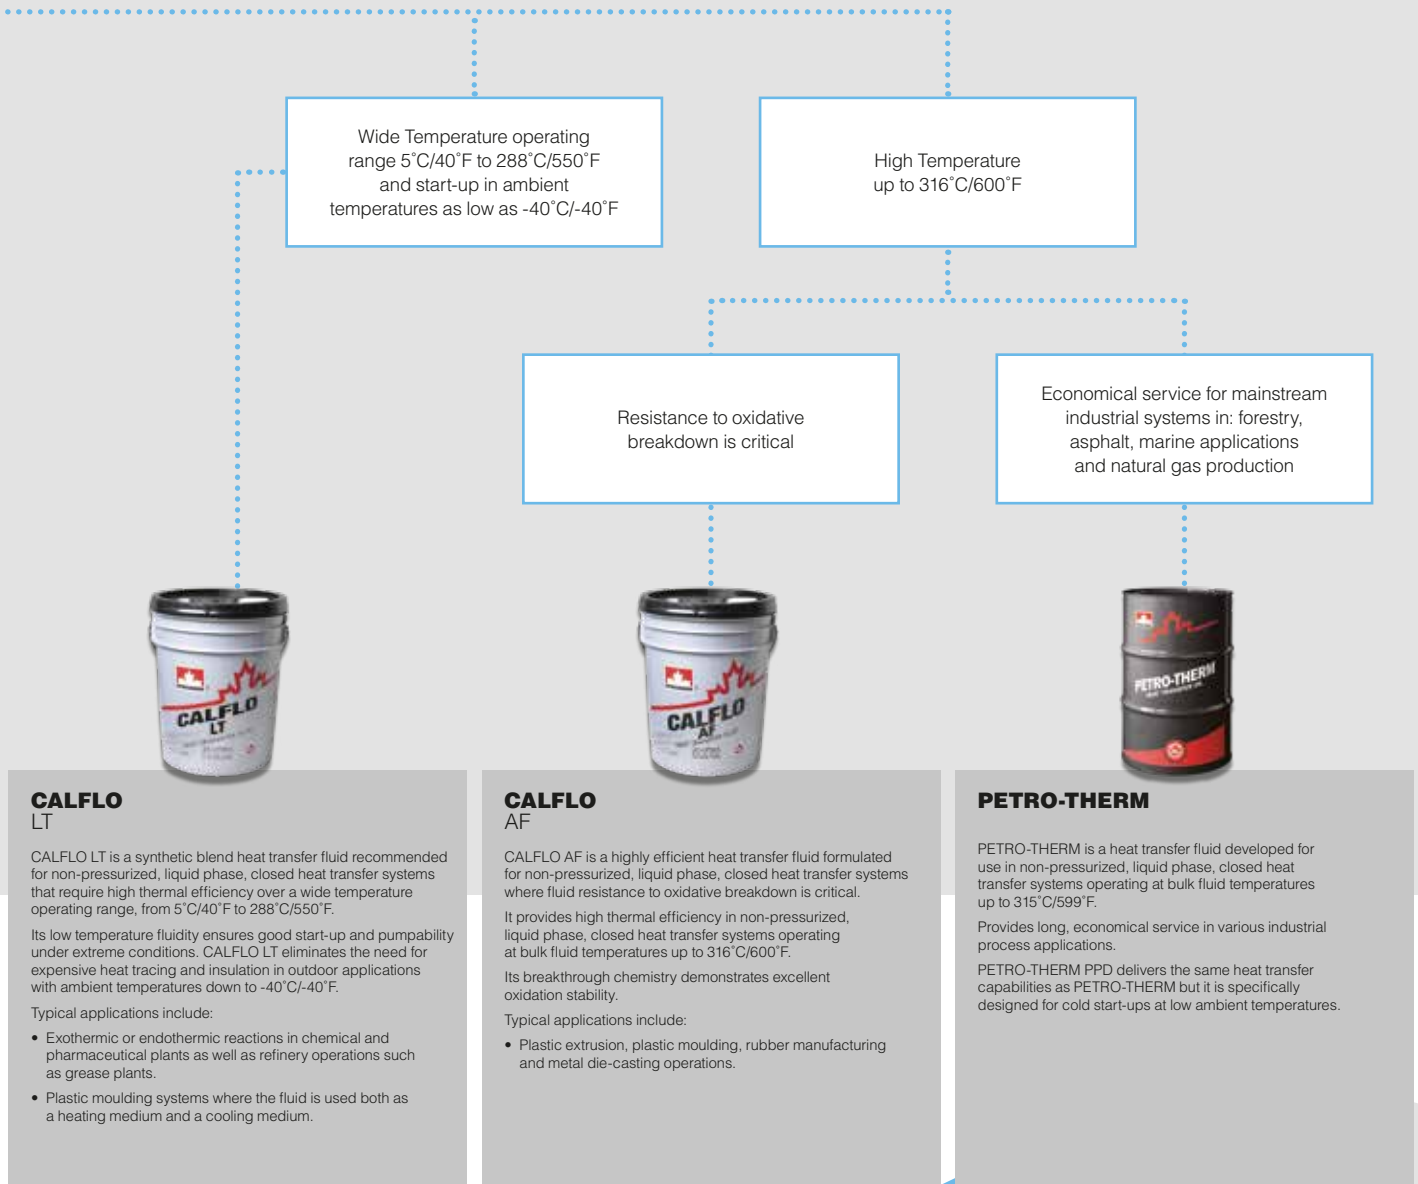 Wide Temperature operating
range 5˚C/40˚F to 288˚C/550˚F
and start-up in ambient
temperatures as low as -40˚C/-40˚F
High Temperature
up to 316˚C/600˚F
Resistance to oxidative
breakdown is critical
Economical service for mainstream
industrial systems in: forestry,
asphalt, marine applications
and natural gas production
CALFLO
LT
CALFLO
AF
PETRO-THERM
CALFLO
LT
CALFLO LT is a synthetic blend heat transfer fluid recommended
for non-pressurized, liquid phase, closed heat transfer systems
that require high thermal efficiency over a wide temperature
operating range, from 5˚C/40˚F to 288˚C/550˚F.
Its low temperature fluidity ensures good start-up and pumpability
under extreme conditions. CALFLO LT eliminates the need for
expensive heat tracing and insulation in outdoor applications
with ambient temperatures down to -40˚C/-40˚F.
Typical applications include:
• Exothermic or endothermic reactions in chemical and
pharmaceutical plants as well as refinery operations such
as grease plants.
• Plastic moulding systems where the fluid is used both as
a heating medium and a cooling medium.
CALFLO
AF
CALFLO AF is a highly efficient heat transfer fluid formulated
for non-pressurized, liquid phase, closed heat transfer systems
where fluid resistance to oxidative breakdown is critical.
It provides high thermal efficiency in non-pressurized,
liquid phase, closed heat transfer systems operating
at bulk fluid temperatures up to 316˚C/600˚F.
Its breakthrough chemistry demonstrates excellent
oxidation stability.
Typical applications include:
• Plastic extrusion, plastic moulding, rubber manufacturing
and metal die-casting operations.
PETRO-THERM
PETRO-THERM is a heat transfer fluid developed for
use in non-pressurized, liquid phase, closed heat
transfer systems operating at bulk fluid temperatures
up to 315˚C/599˚F.
Provides long, economical service in various industrial
process applications.
PETRO-THERM PPD delivers the same heat transfer
capabilities as PETRO-THERM but it is specifically
designed for cold start-ups at low ambient temperatures.